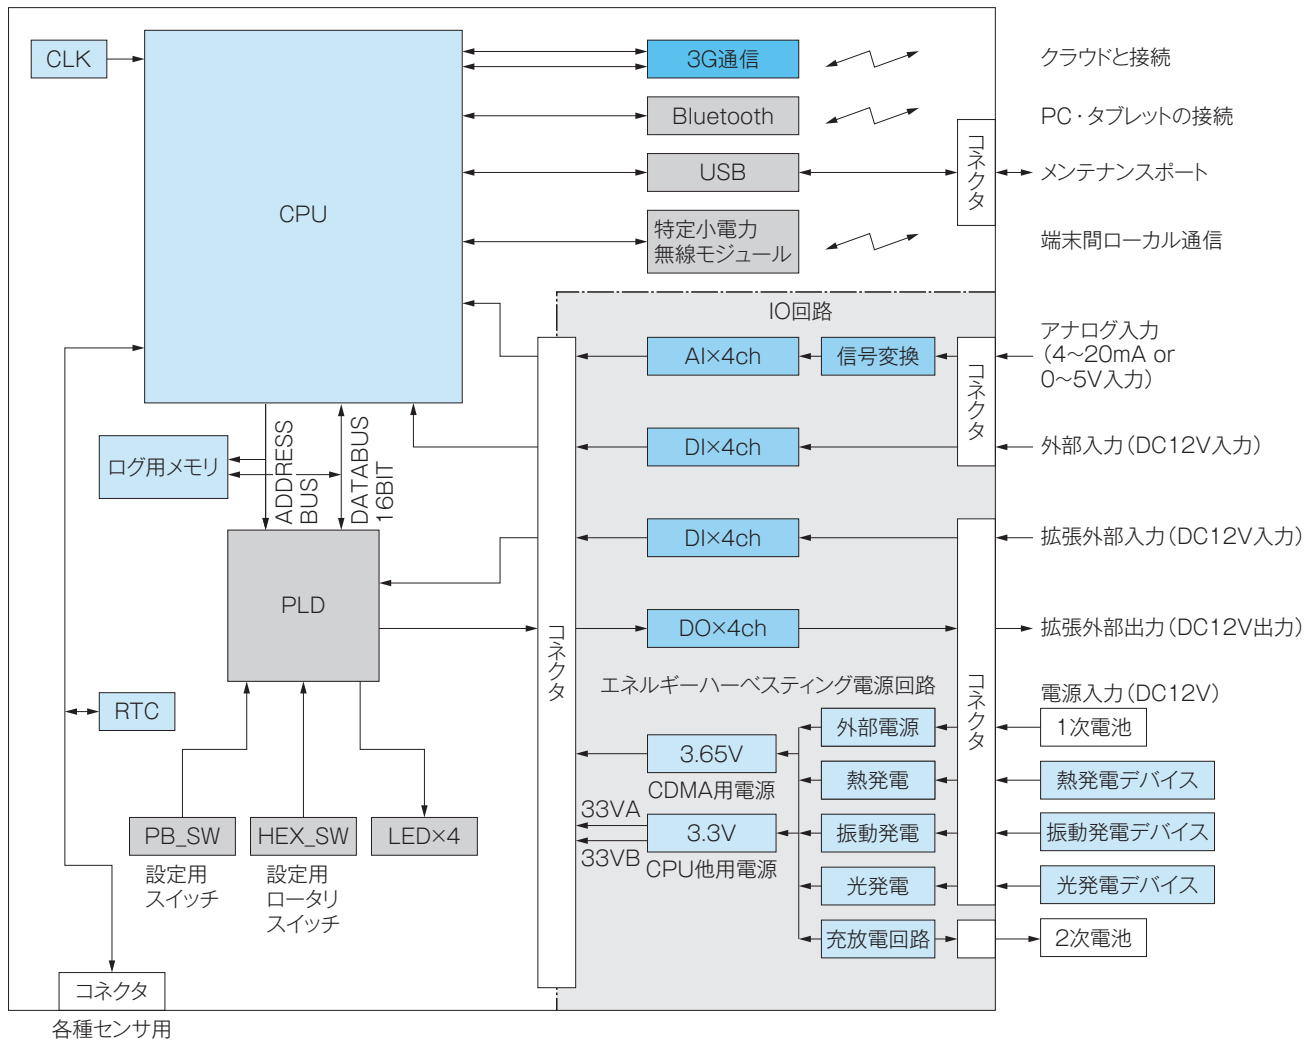 CLK
CPU
3G通信
クラウドと接続
Bluetooth
PC・タブレットの接続
コネクタ
USB
メンテナンスポート
特定小電力
無線モジュール
端末間ローカル通信
IO回路
コネクタ
AI×4ch
信号変換
コネクタ
アナログ入力
(4~20mA or
0~5V入力)
DI×4ch
外部入力(DC12V入力)
ログ用メモリ
ADDRESS
BUS
DATABUS
16BIT
DI×4ch
拡張外部入力(DC12V入力)
PLD
DO×4ch
拡張外部出力(DC12V出力)
コネクタ
エネルギーハーベスティング電源回路
電源入力(DC12V)
RTC
外部電源
1次電池
3.65V
CDMA用電源
熱発電
熱発電デバイス
33VA
33VB
3.3V
CPU他用電源
振動発電
振動発電デバイス
光発電
光発電デバイス
充放電回路
2次電池
PB_SW
設定用
スイッチ
HEX_SW
設定用
ロータリ
スイッチ
LED×4
コネクタ
各種センサ用